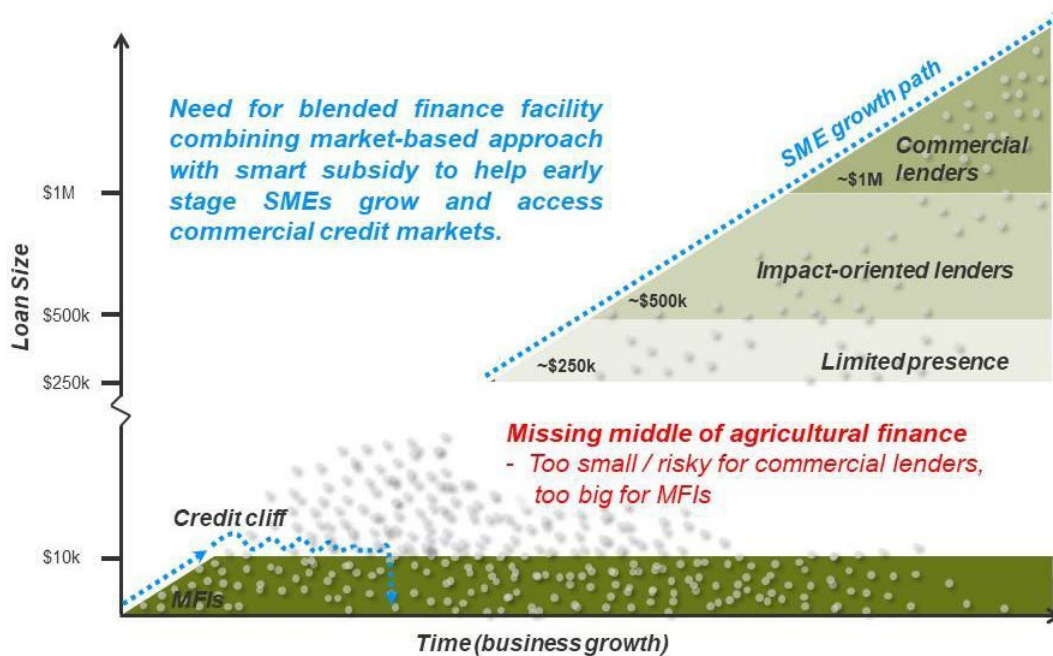 Need for blended finance facility
combining market-based approach
with smart subsidy to help early
stage SMEs grow and access
commercial credit markets.
SME growth path
Commercial
lenders
~$1M
$1M
Loan Size
Impact-oriented lenders
~$500k
$500k
~$250k
Limited presence
$250k
Missing middle of agricultural finance
- Too small / risky for commercial lenders,
too big for MFIs
Credit cliff
$10k
MFIs
Time (business growth)